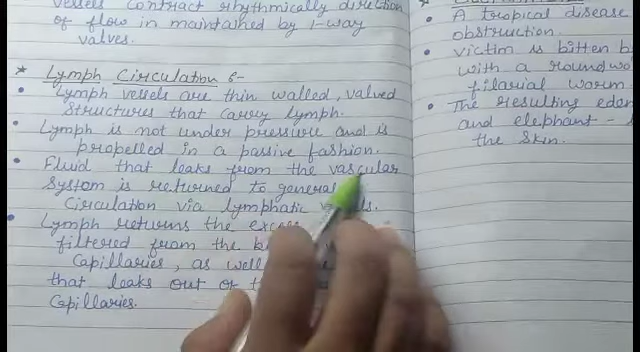 vessels contract rhythmically direction
of flow in maintained by 1-way
valves.
* Lymph Circulation :-
• Lymph vessels are thin walled, valved
structures that carry lymph.
• Lymph is not under pressure and is
propelled in a passive fashion.
• Fluid that leaks from the vascular
system is returned to general
Circulation via lymphatic
• Lymph returns the
filtered from the
Capillaries, as well
that leaks out of
Capillaries.
• A tropical disease
obstruction.
• victim is bitten
with a
filarial worm.
• The resulting
and elephant-
the skin.